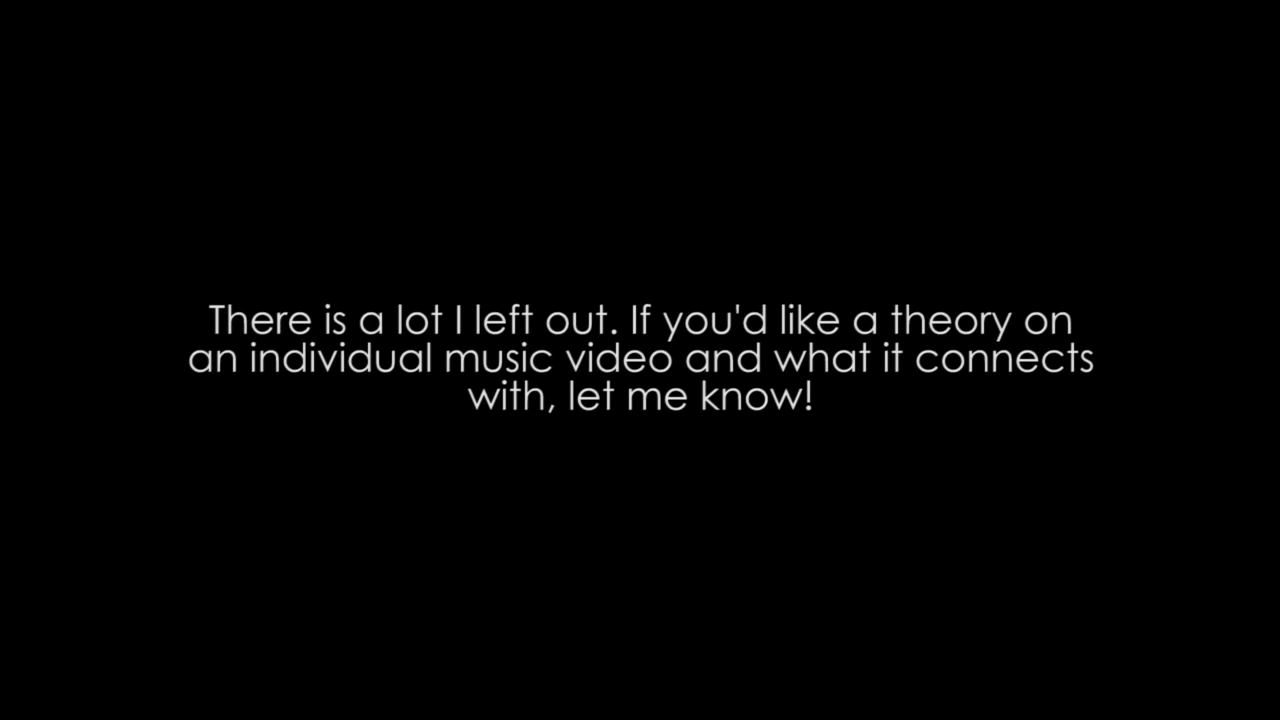 There is a lot I left out. If you'd like a theory on
an individual music video and what it connects
with, let me know!